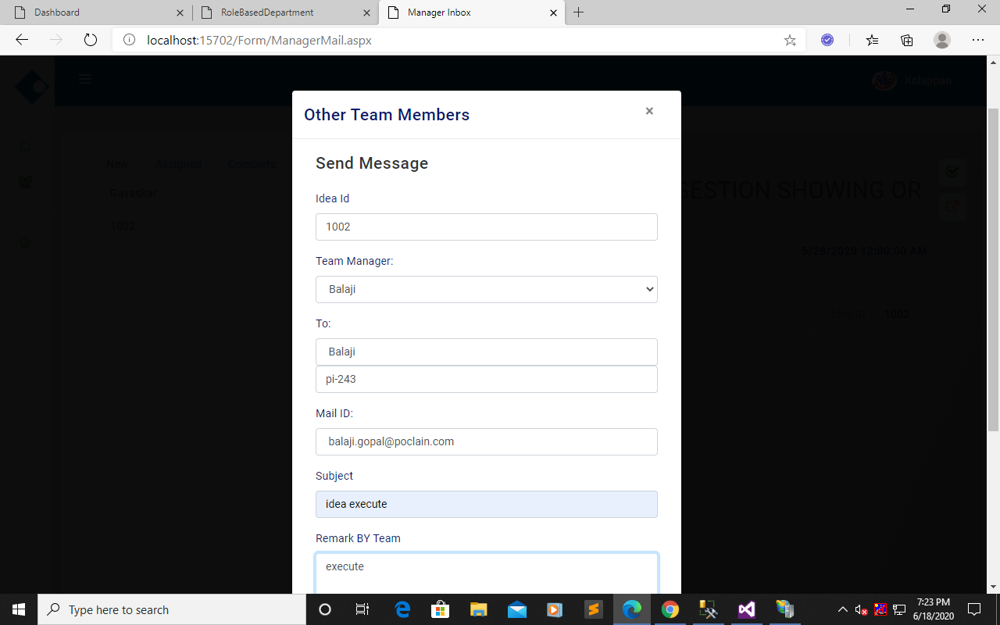 Dashboard
RoleBasedDepartment
Manager Inbox
localhost:15702/Form/ManagerMail.aspx
Kolappan
Other Team Members
×
New Assigned Complete
Send Message
GESTION SHOWING OR
Gavaskar
Idea Id
1002
1002
5/28/2020 12:00:00 AM
Team Manager:
Balaji
1002
To:
Balaji
pi-243
Mail ID:
balaji.gopal@poclain.com
Subject
idea execute
Remark BY Team
execute
Type here to search
7:23 PM
6/18/2020